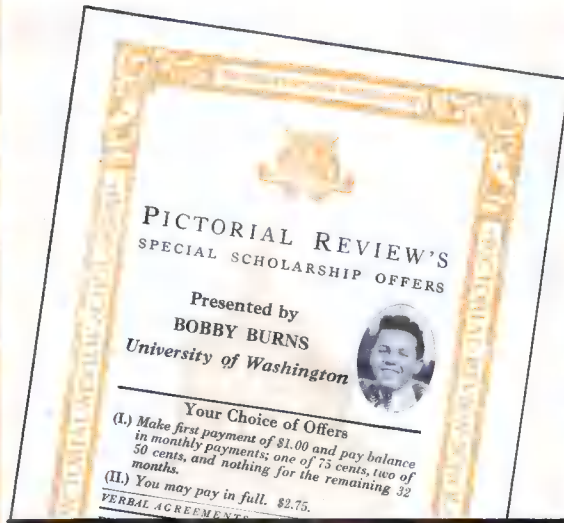 PICTORIAL REVIEW'S
SPECIAL SCHOLARSHIP OFFERS
Presented by
BOBBY BURNS
University of Washington
Your Choice of Offers
(I.) Make first payment of $1.00 and pay balance
in monthly payments; one of 75 cents, two of
50 cents, and nothing for the remaining 32
months.
(II.) You may pay in full. $2.75.
VERBAL AGREEMENTS